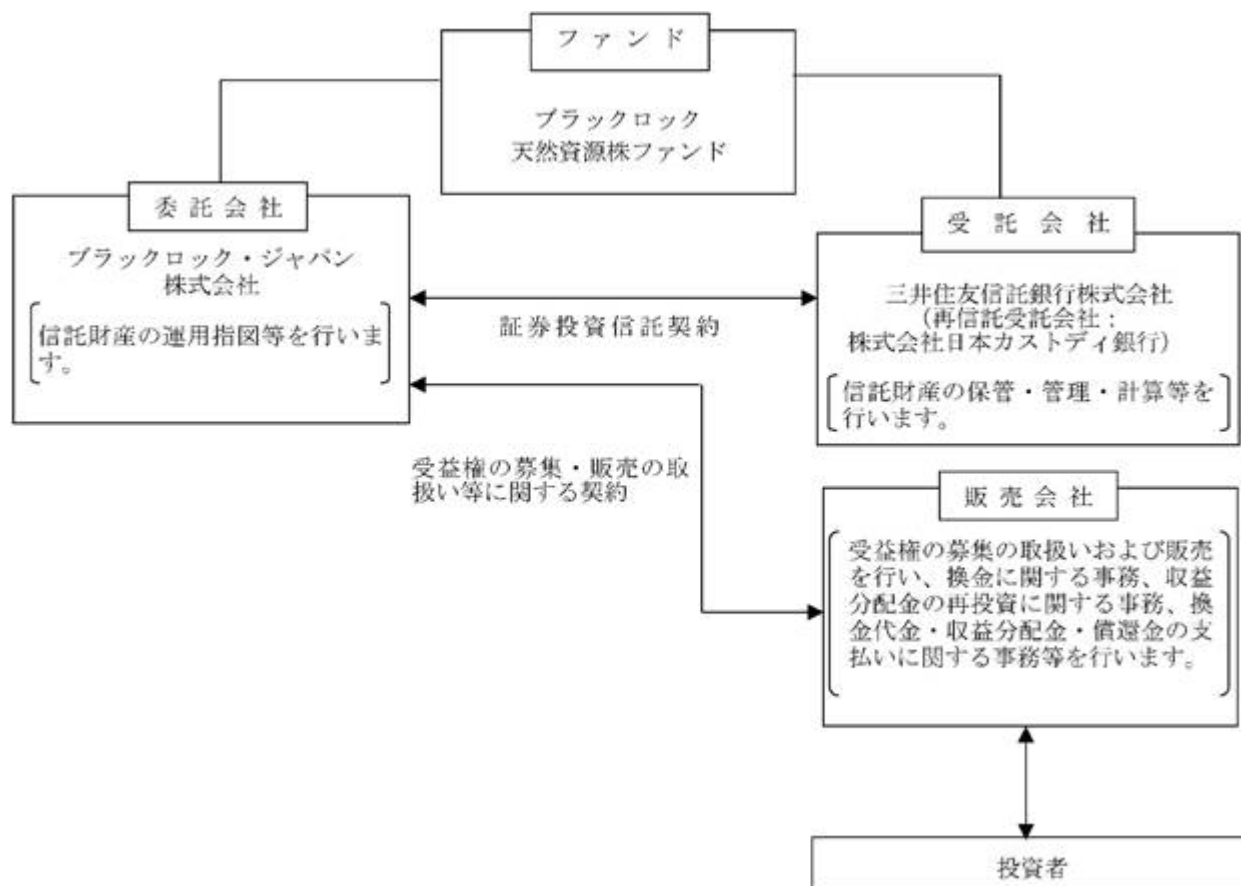 ファンド
ブラックロック
天然資源株ファンド
委託会社
ブラックロック・ジャパン
株式会社
信託財産の運用指図等を行いま
す。
証券投資信託契約
受託会社
三井住友信託銀行株式会社
（再信託受託会社：
株式会社日本カストディ銀行）
信託財産の保管・管理・計算等を
行います。
受益権の募集・販売の取
扱い等に関する契約
販売会社
受益権の募集の取扱いおよび販売
を行い、換金に関する事務、収益
分配金の再投資に関する事務、換
金代金・収益分配金・償還金の支
払いに関する事務等を行います。
投資者